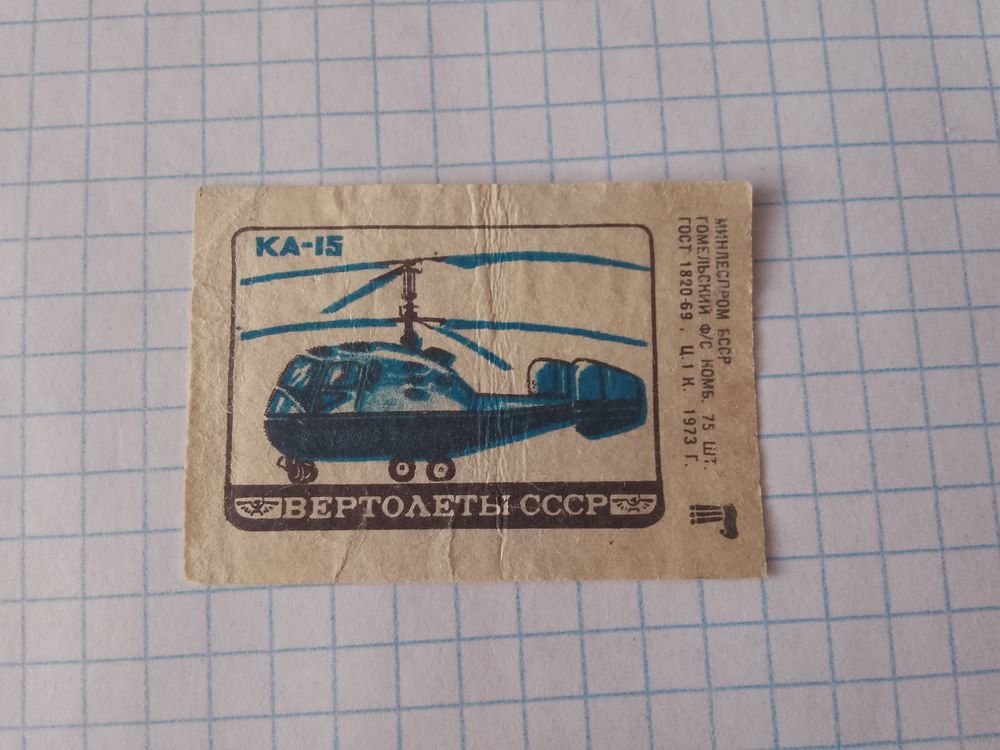 КА-15
ВЕРТОЛЕТЫ СССР
МИНЛЕСПРОМ БССР
ГОМЕЛЬСКИЙ Ф/С КОМБ. 75 ШТ.
ГОСТ 1820-69, Ц. 1 К. 1973 Г.